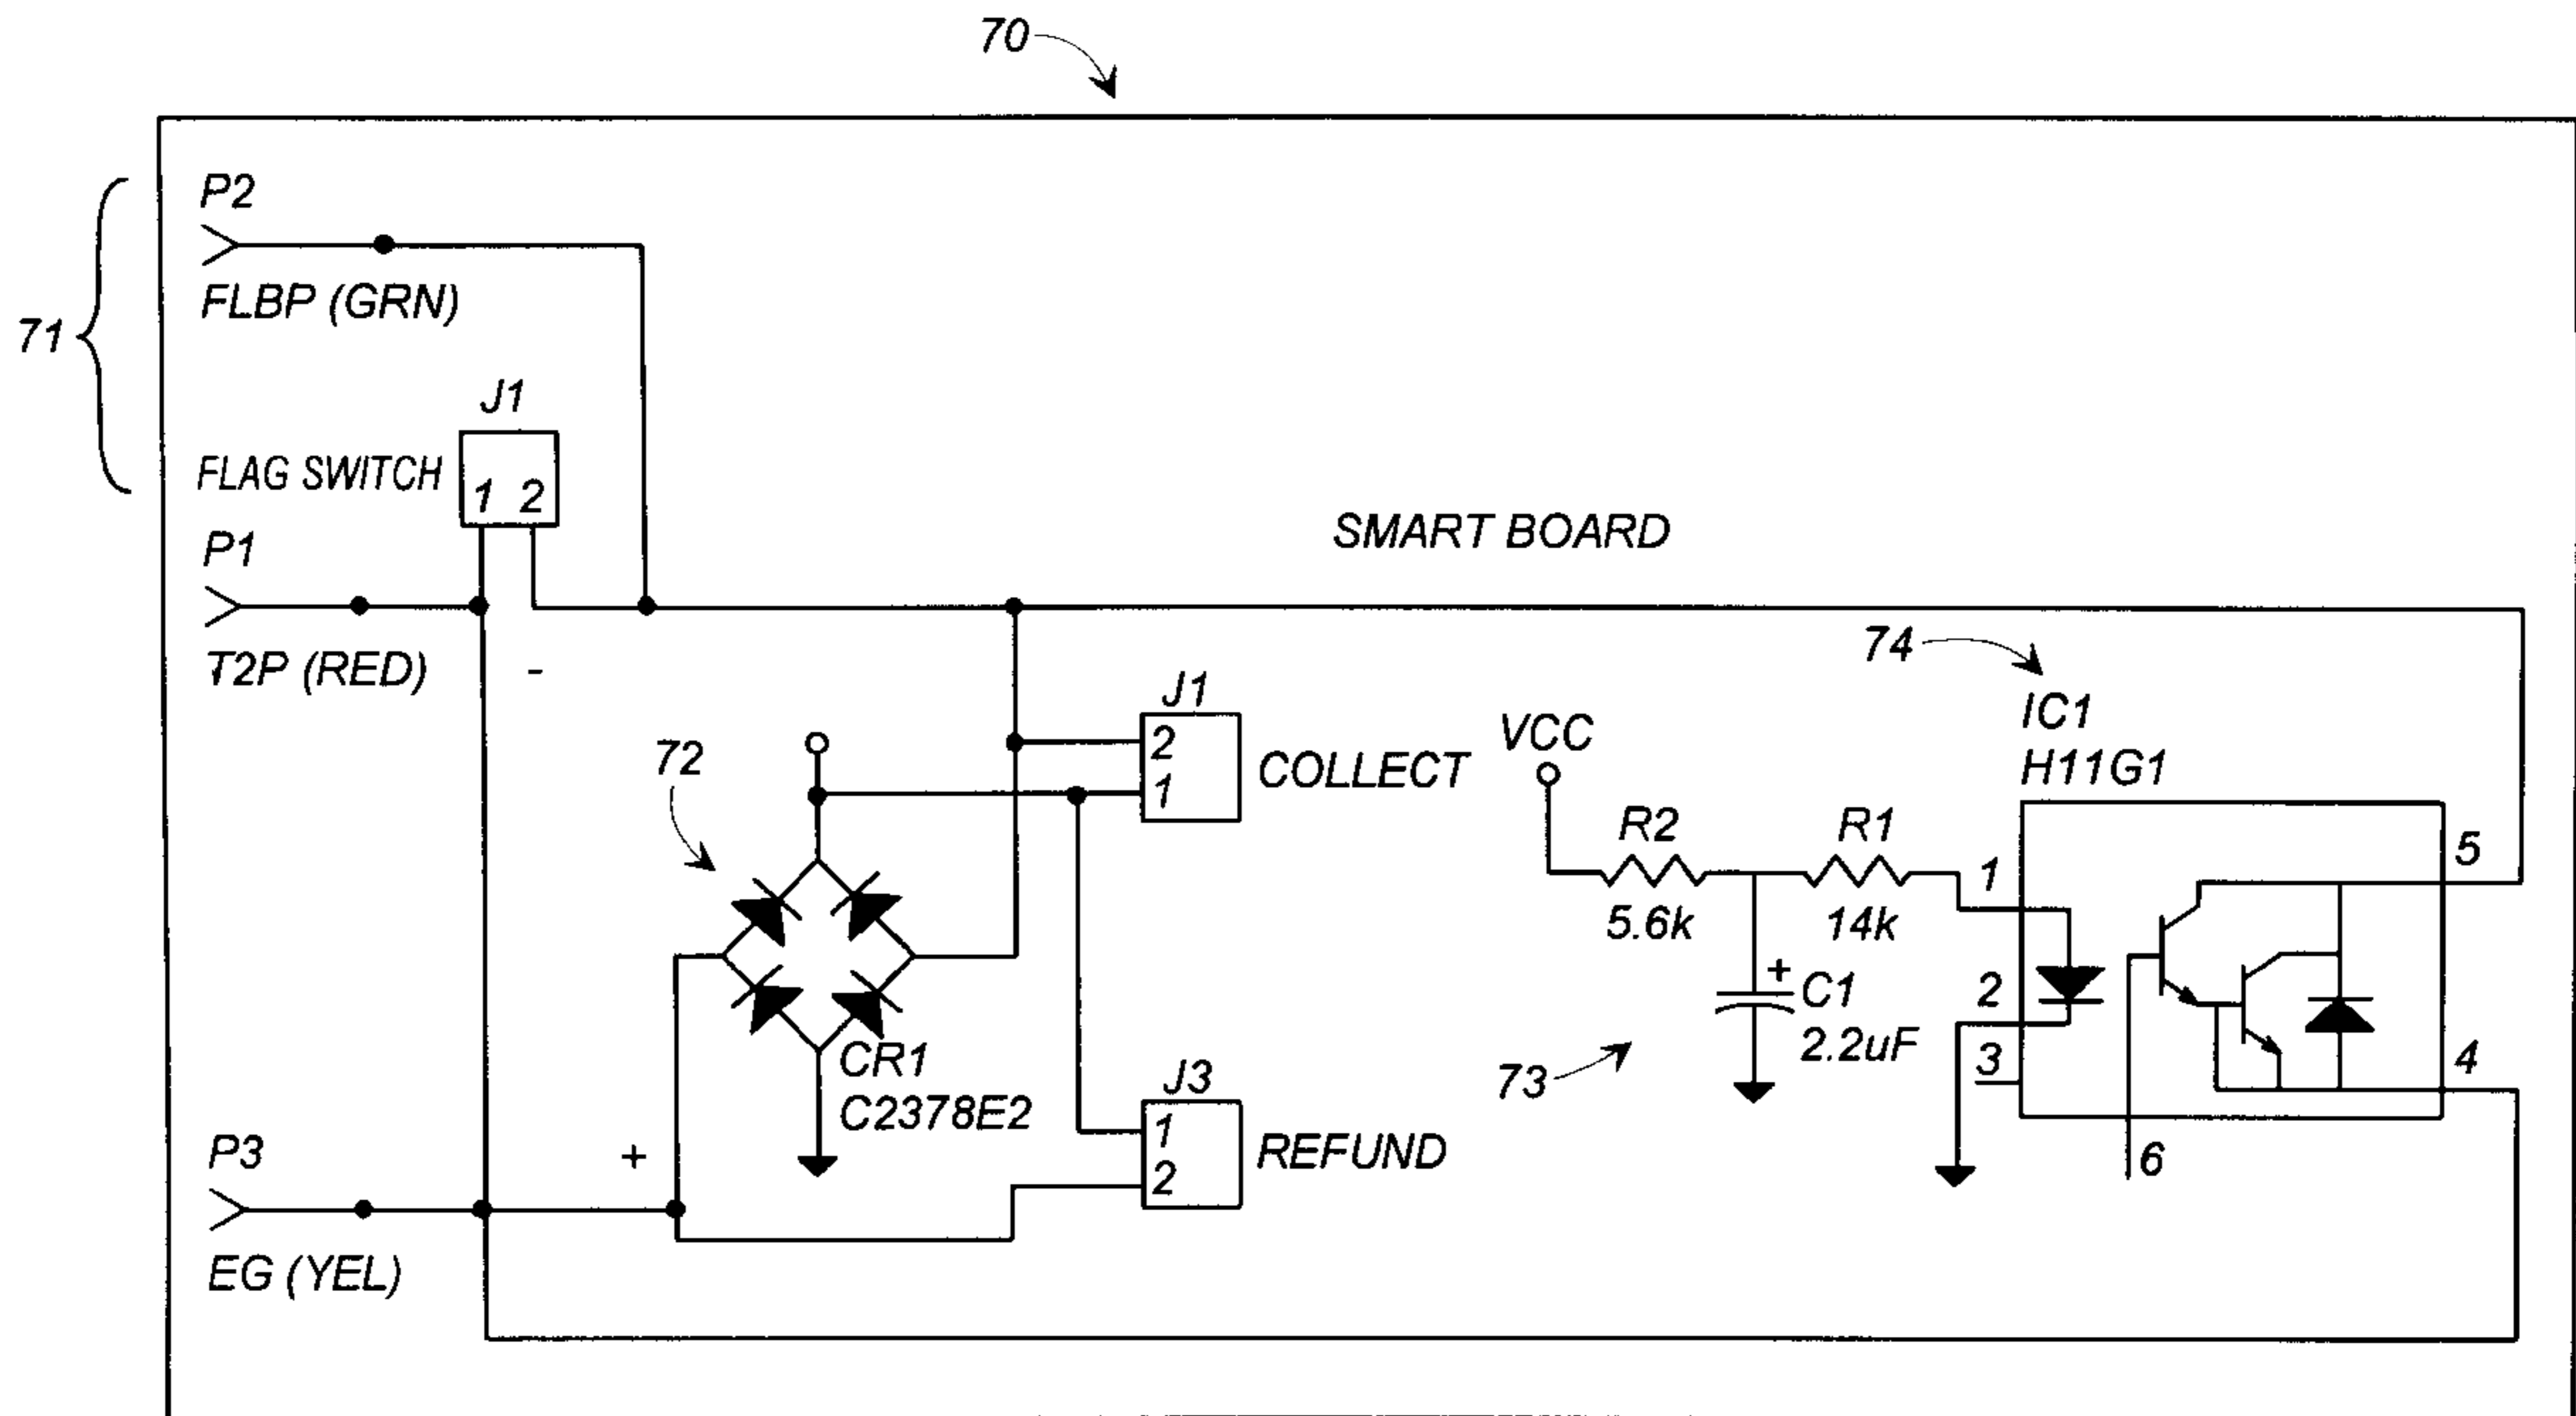 70
71
P2
FLBP (GRN)
J1
FLAG SWITCH
1 2
P1
T2P (RED)
-
SMART BOARD
72
J1
2
1
COLLECT
CR1
C2378E2
J3
1
2
REFUND
+
P3
EG (YEL)
VCC
R2
5.6k
R1
14k
+
C1
2.2uF
73
74
IC1
H11G1
1
2
3
5
4
6